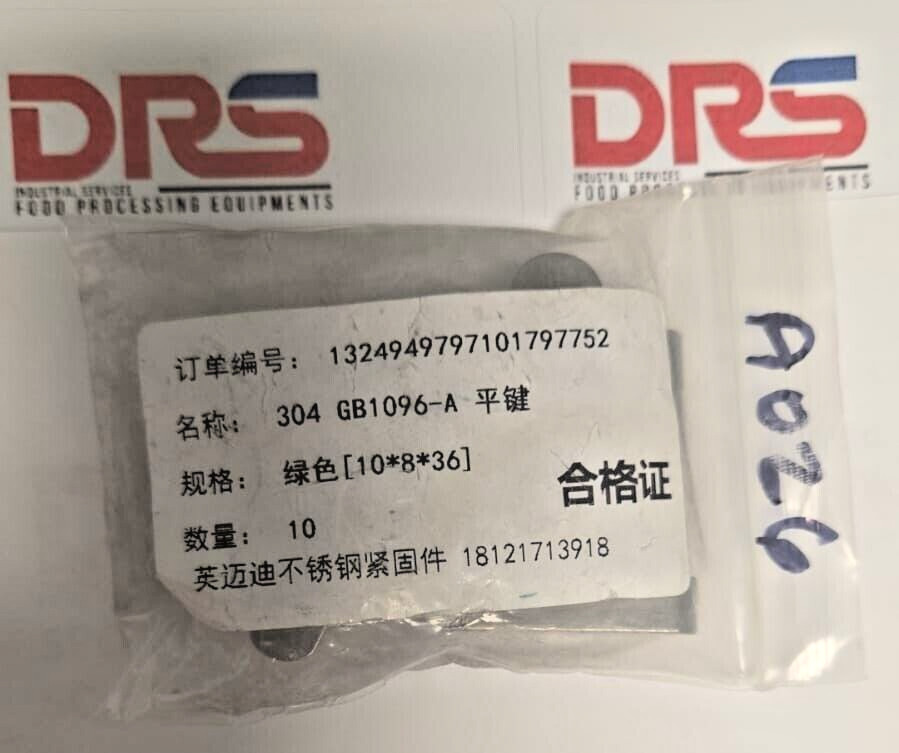 DRS
INDUSTRIAL SERVICES
FOOD PROCESSING EQUIPMENTS
DRS
INDUSTRIAL SERVICES
FOOD PROCESSING EQUIPMENTS
订单编号： 1324949797101797752
名称： 304 GB1096-A 平键
规格： 绿色[10*8*36]
数量： 10
合格证
英迈迪不锈钢紧固件 18121713918
A026